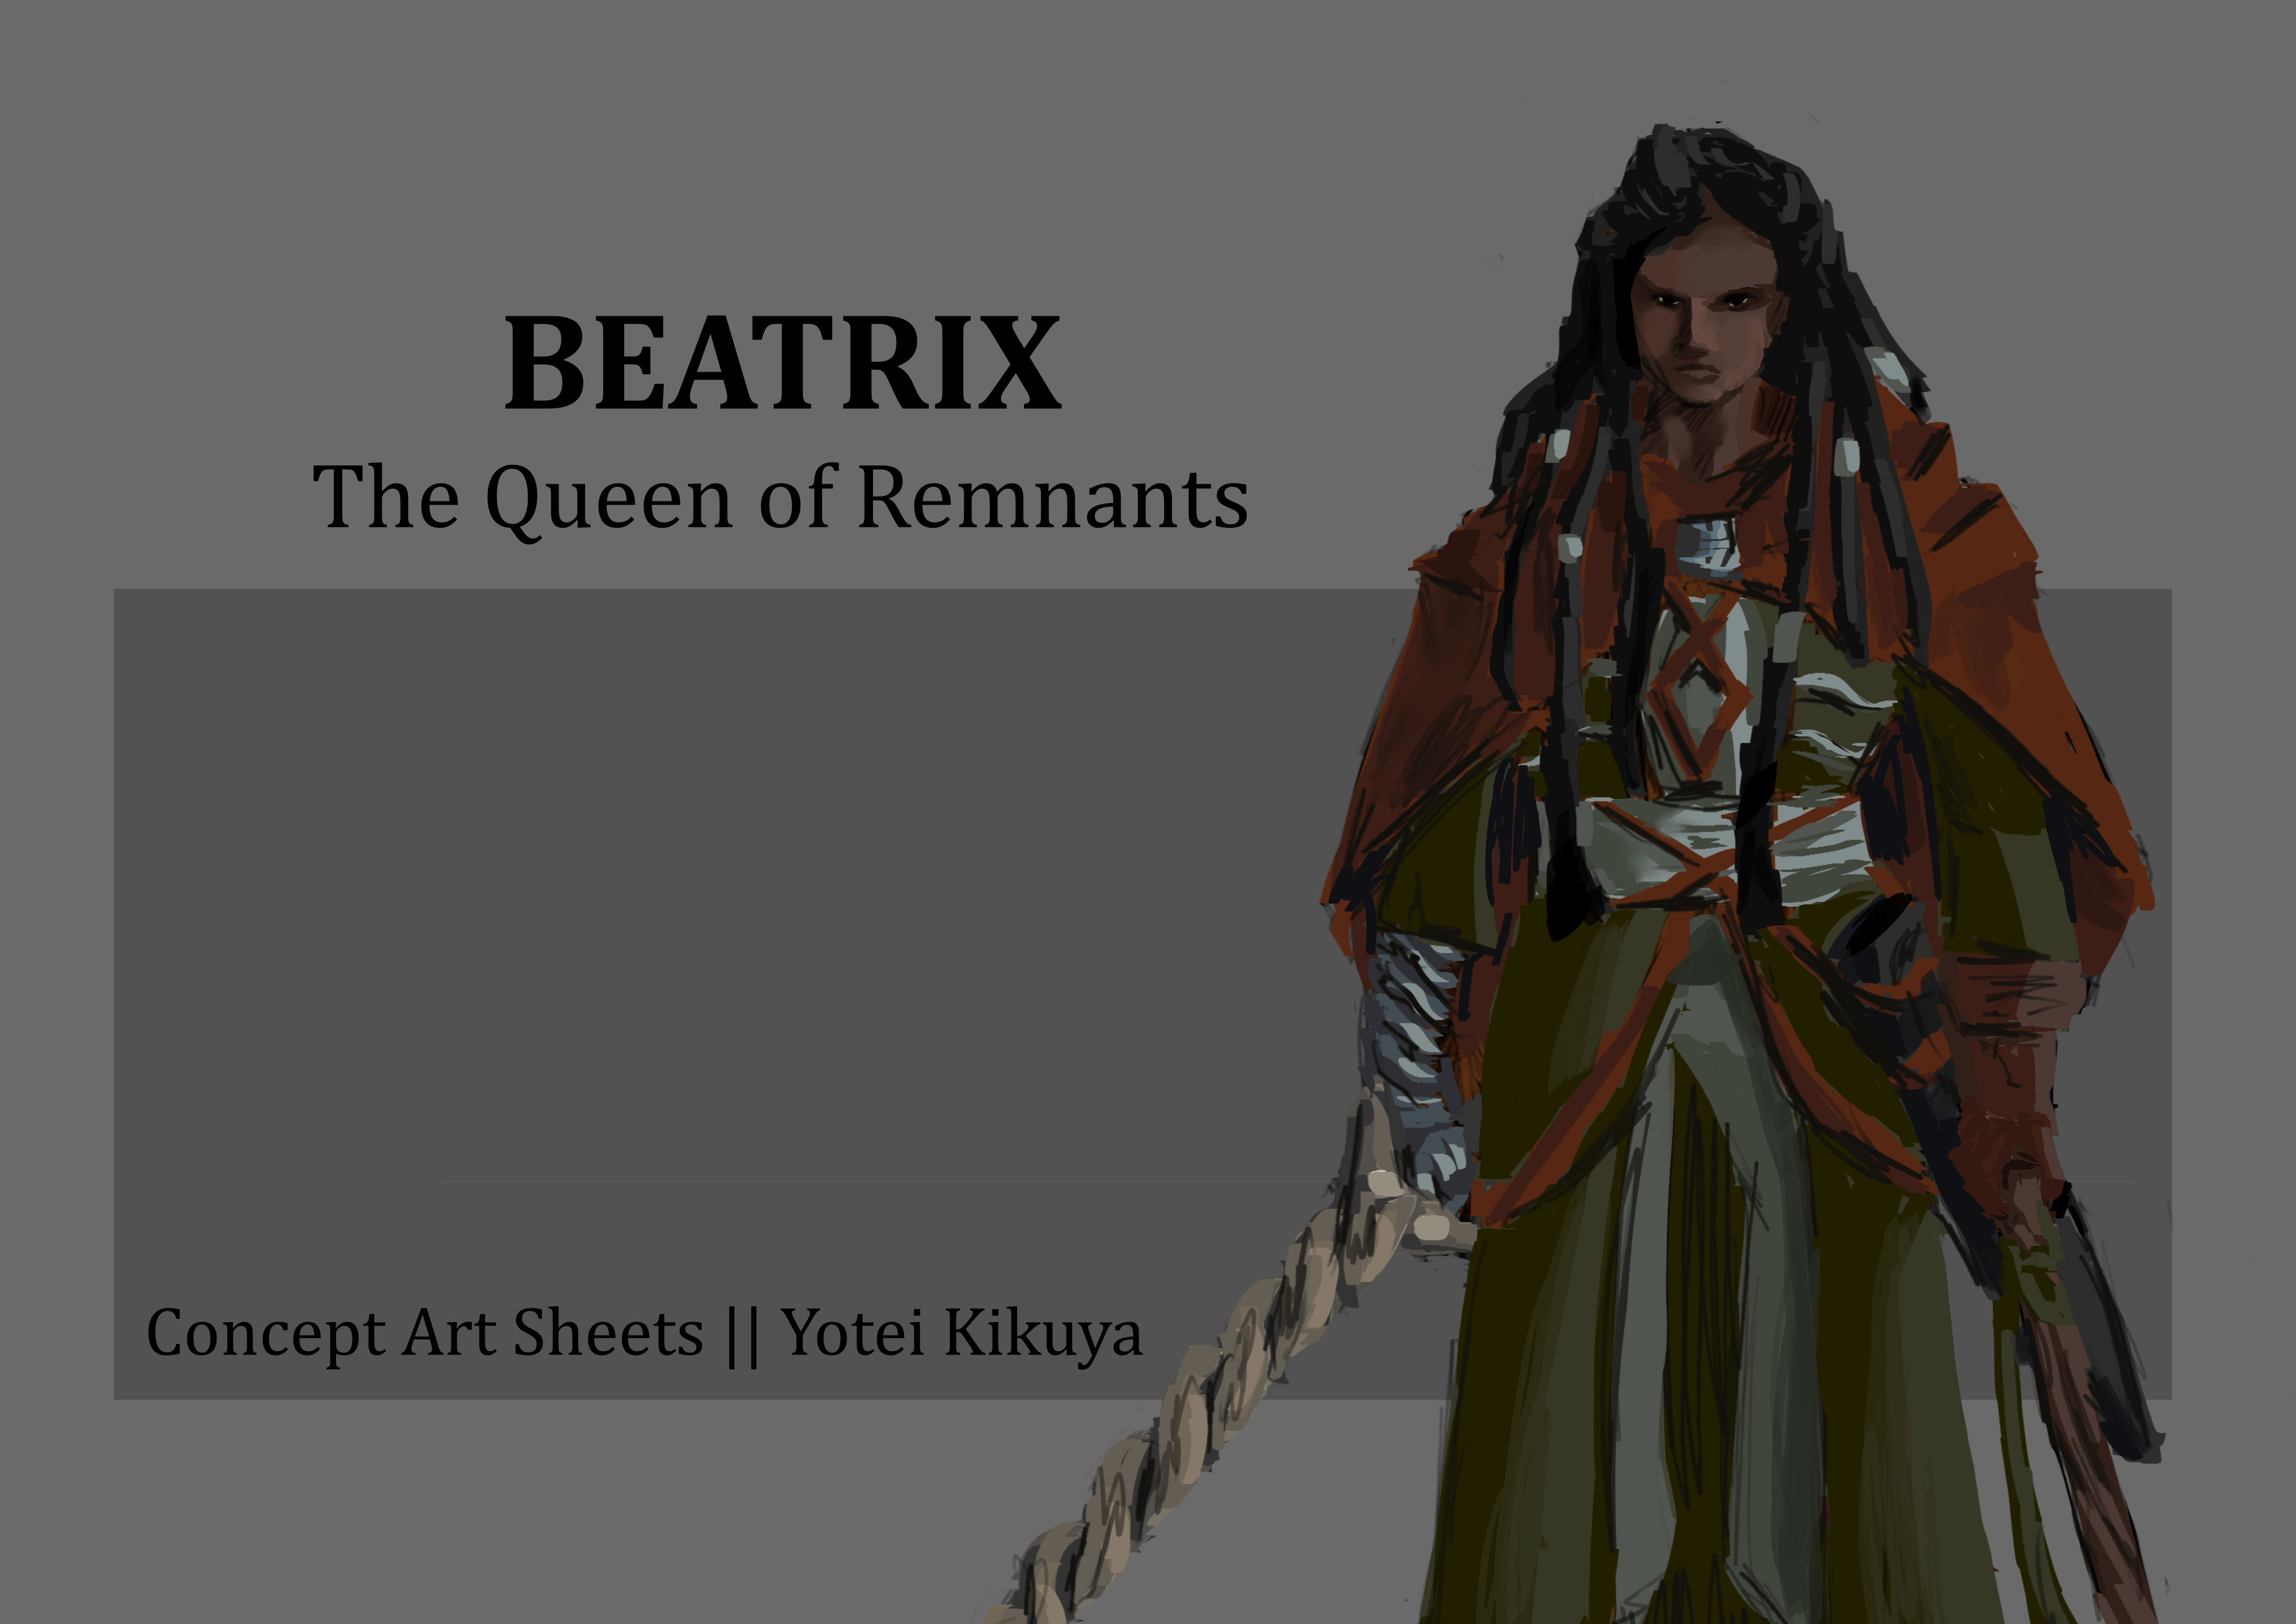 BEATRIX
The Queen of Remnants
Concept Art Sheets || Yotei Kikuya